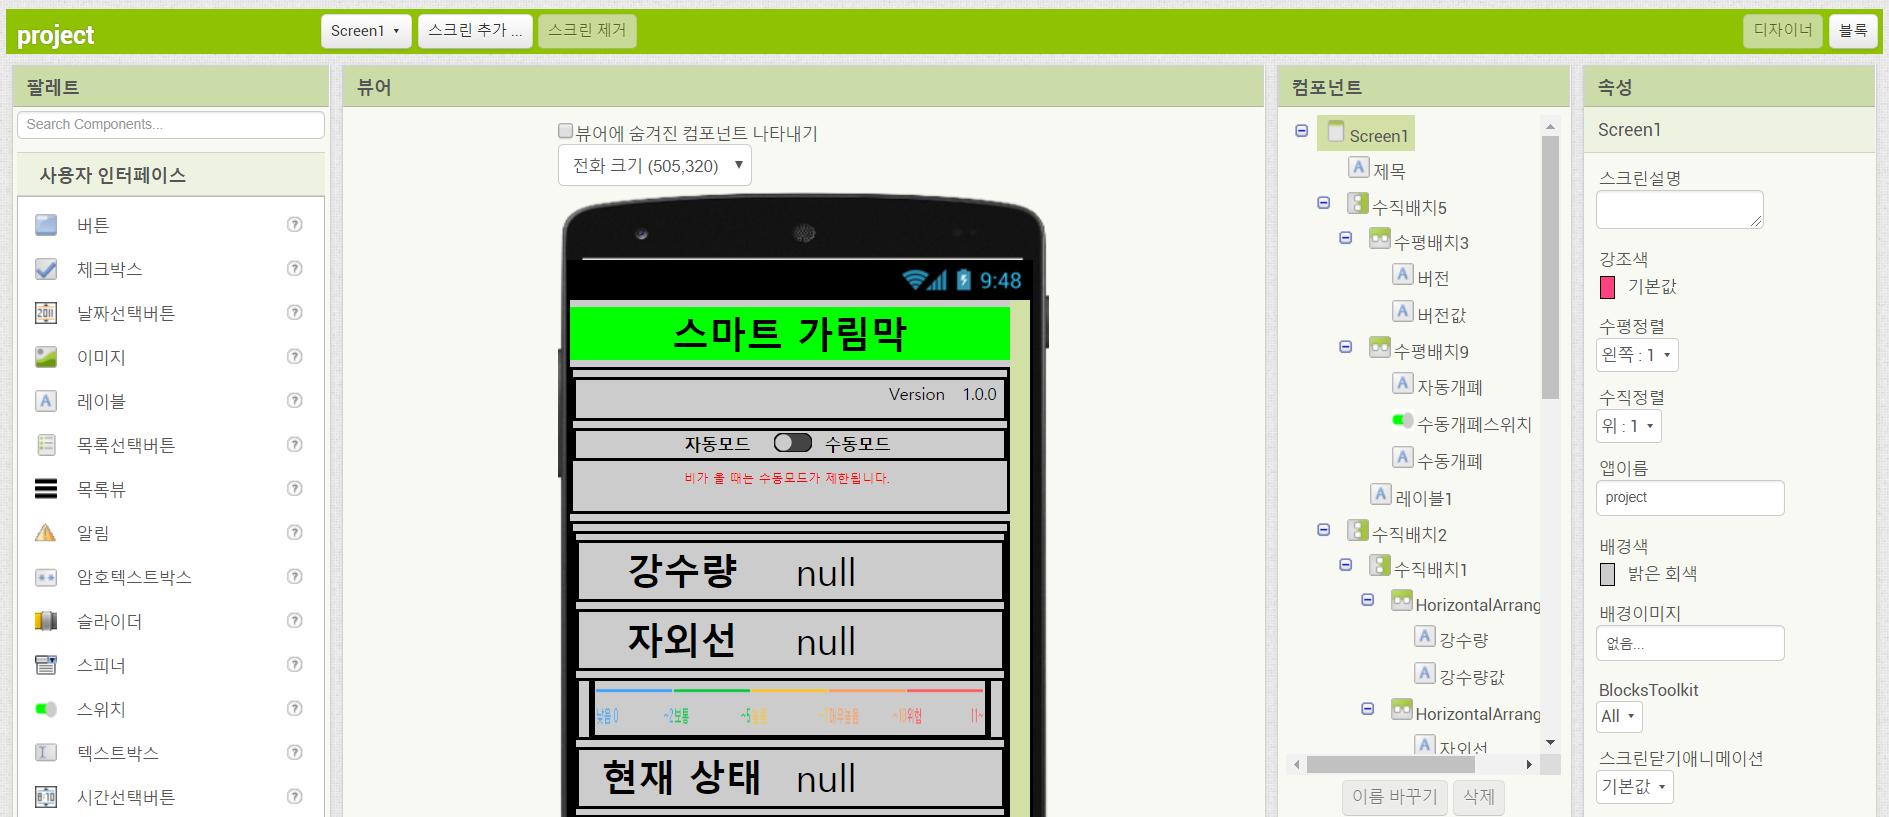 project
Screen1
스크린 추가 ...
스크린 제거
디자이너
블록
팔레트
Search Components...
사용자 인터페이스
버튼
체크박스
날짜선택버튼
이미지
레이블
목록선택버튼
목록뷰
알림
암호텍스트박스
슬라이더
스피너
스위치
텍스트박스
시간선택버튼
뷰어
뷰어에 숨겨진 컴포넌트 나타내기
전화 크기 (505,320)
9:48
스마트 가림막
Version 1.0.0
자동모드 수동모드
비가 올 때는 수동모드가 제한됩니다.
강수량 null
자외선 null
낮음 0 ~2 보통 ~5 높음 매우높음 ~10 위험 11~
현재 상태 null
컴포넌트
Screen1
제목
수직배치5
수평배치3
버전
버전값
수평배치9
자동개폐
수동개폐스위치
수동개폐
레이블1
수직배치2
수직배치1
HorizontalArrang
강수량
강수량값
HorizontalArrang
자외선
이름 바꾸기
삭제
속성
Screen1
스크린설명
강조색
기본값
수평정렬
왼쪽 : 1
수직정렬
위 : 1
앱이름
project
배경색
밝은 회색
배경이미지
없음...
BlocksToolkit
All
스크린닫기애니메이션
기본값